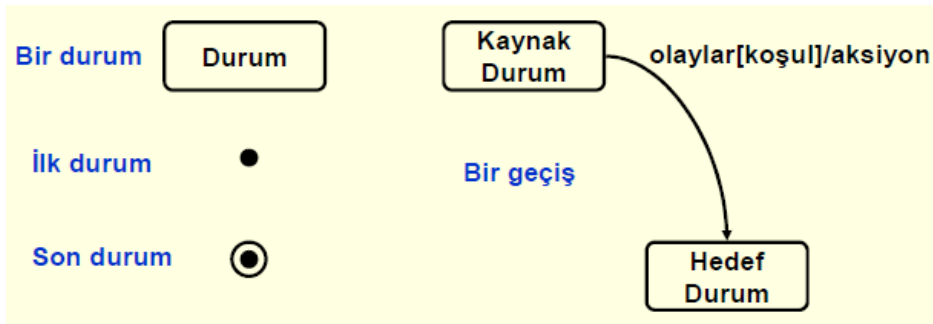 Bir durum
Durum
Kaynak
Durum
olaylar[koşul]/aksiyon
İlk durum
Bir geçiş
Son durum
Hedef
Durum